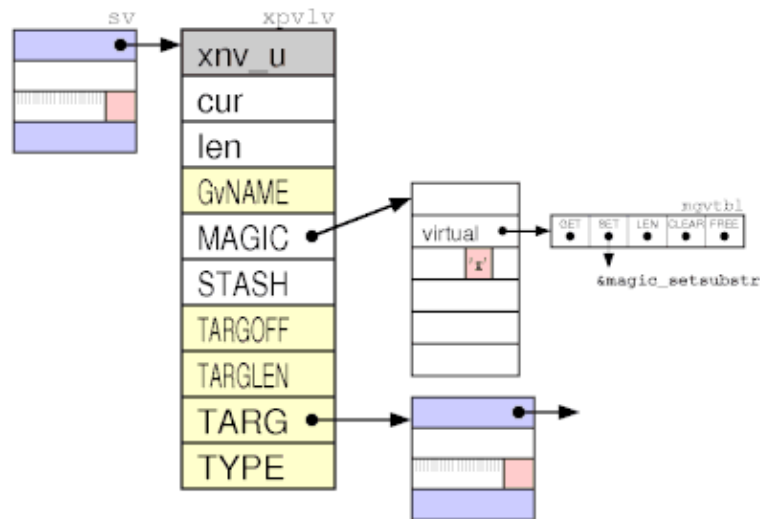 sv
xpvlv
xnv_u
cur
len
GvNAME
MAGIC
STASH
TARGOFF
TARGLEN
TARG
TYPE
virtual
'x'
mgvtbl
GET SET LEN CLEAR FREE
&magic_setsubstr